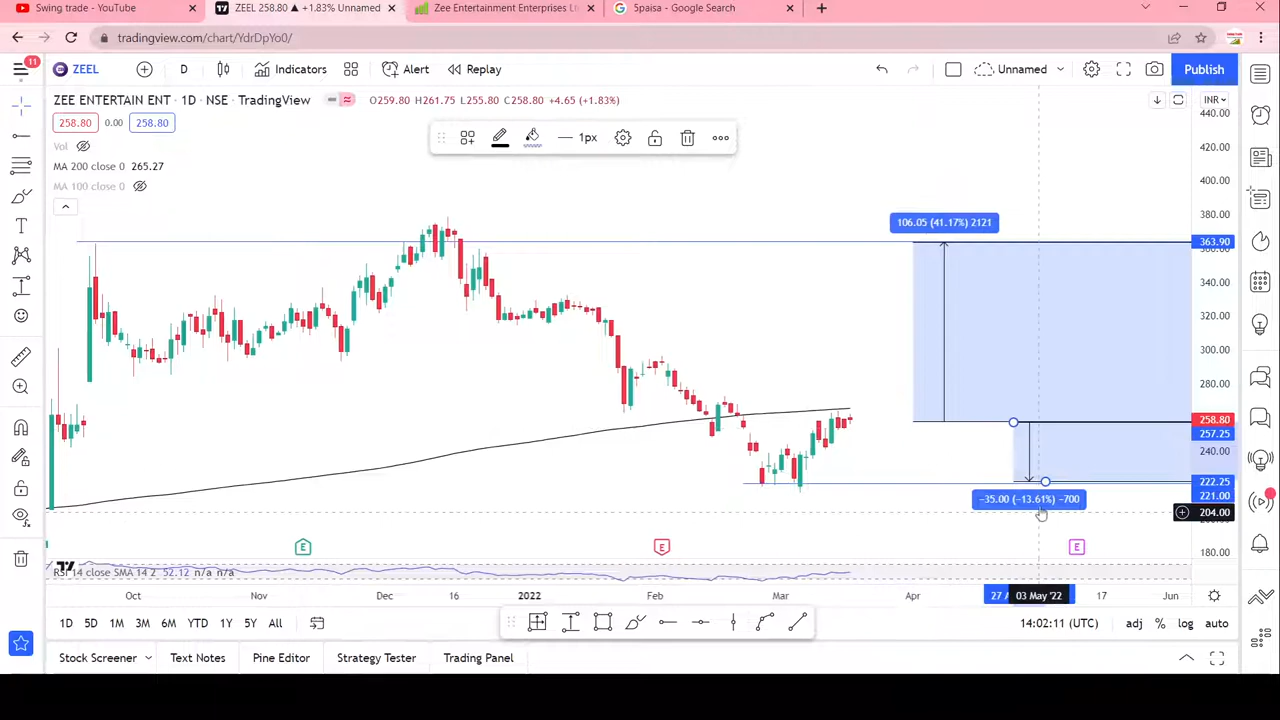 Swing trade - YouTube
ZEEL 258.80 ▲ +1.83% Unnamed
Zee Entertainment Enterprises
5paisa - Google Search
tradingview.com/chart/YdrDpYo0/
11
ZEEL
D
Indicators
Alert
Replay
Unnamed
Publish
ZEE ENTERTAIN ENT · 1D · NSE · TradingView
O259.80 H261.75 L255.80 C258.80 +4.65 (+1.83%)
INR
258.80
0.00
258.80
Vol
MA 200 close 0 265.27
MA 100 close 0
1px
440.00
420.00
400.00
380.00
363.90
360.00
340.00
320.00
300.00
280.00
258.80
257.25
240.00
222.25
221.00
204.00
180.00
106.05 (41.17%) 2121
−35.00 (−13.61%) −700
E
E
E
RSI 14 close SMA 14 2 52.12 n/a n/a
Oct
Nov
Dec
16
2022
Feb
Mar
Apr
27
03 May '22
17
Jun
1D
5D
1M
3M
6M
YTD
1Y
5Y
All
14:02:11 (UTC)
adj
%
log
auto
Stock Screener
Text Notes
Pine Editor
Strategy Tester
Trading Panel